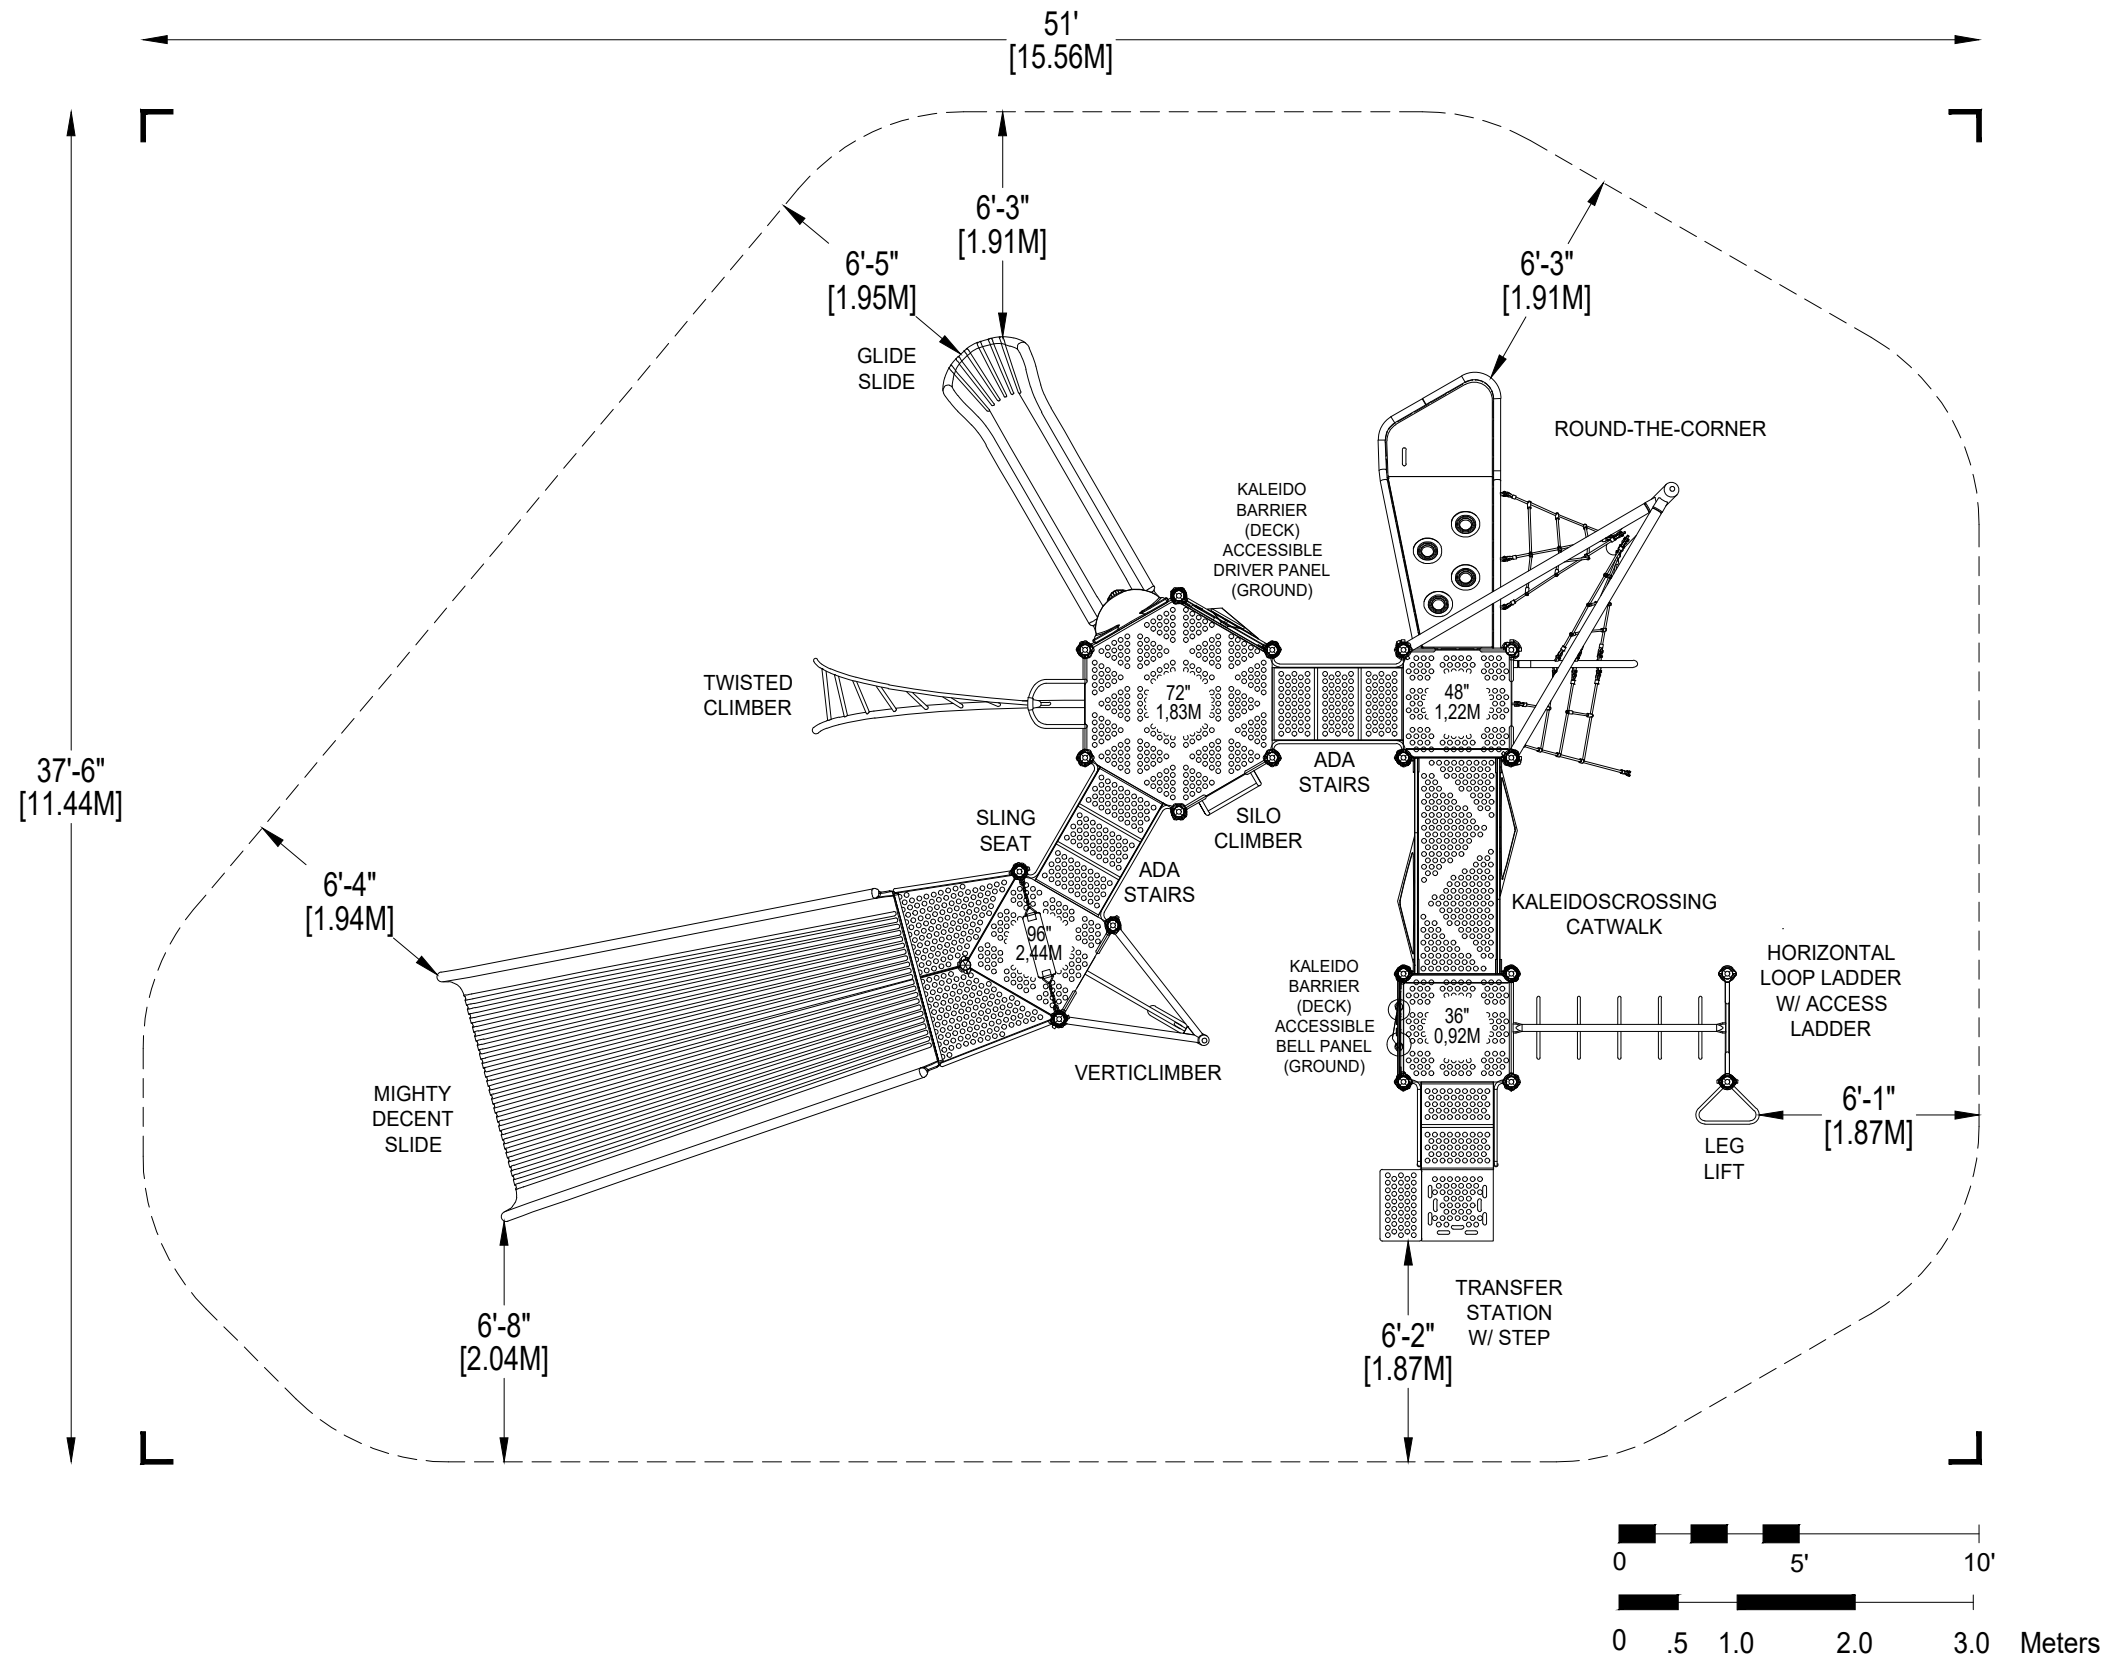 51'
[15.56M]
6'-3"
[1.91M]
6'-5"
[1.95M]
6'-3"
[1.91M]
GLIDE
SLIDE
ROUND-THE-CORNER
KALEIDO
BARRIER
(DECK)
ACCESSIBLE
DRIVER PANEL
(GROUND)
TWISTED
CLIMBER
72"
1,83M
48"
1,22M
ADA
STAIRS
37'-6"
[11.44M]
SLING
SEAT
SILO
CLIMBER
ADA
STAIRS
6'-4"
[1.94M]
96"
2,44M
KALEIDOSCROSSING
CATWALK
HORIZONTAL
LOOP LADDER
W/ ACCESS
LADDER
KALEIDO
BARRIER
(DECK)
ACCESSIBLE
BELL PANEL
(GROUND)
36"
0,92M
VERTICLIMBER
MIGHTY
DECENT
SLIDE
6'-1"
[1.87M]
LEG
LIFT
TRANSFER
STATION
W/ STEP
6'-8"
[2.04M]
6'-2"
[1.87M]
0 5' 10'
0 .5 1.0 2.0 3.0 Meters